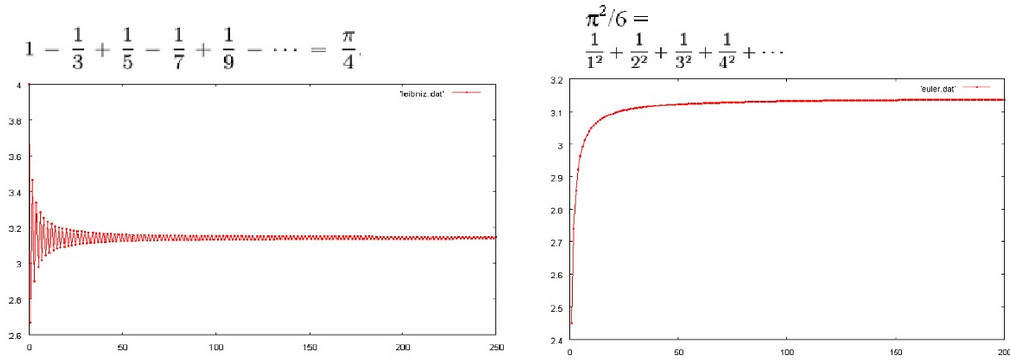 1 − 1/3 + 1/5 − 1/7 + 1/9 − ⋯ = π/4.
'leibniz.dat'
4
3.8
3.6
3.4
3.2
3
2.8
2.6
0 50 100 150 200 250
π²/6 =
1/1² + 1/2² + 1/3² + 1/4² + ⋯
'euler.dat'
3.2
3.1
3
2.9
2.8
2.7
2.6
2.5
2.4
0 50 100 150 200